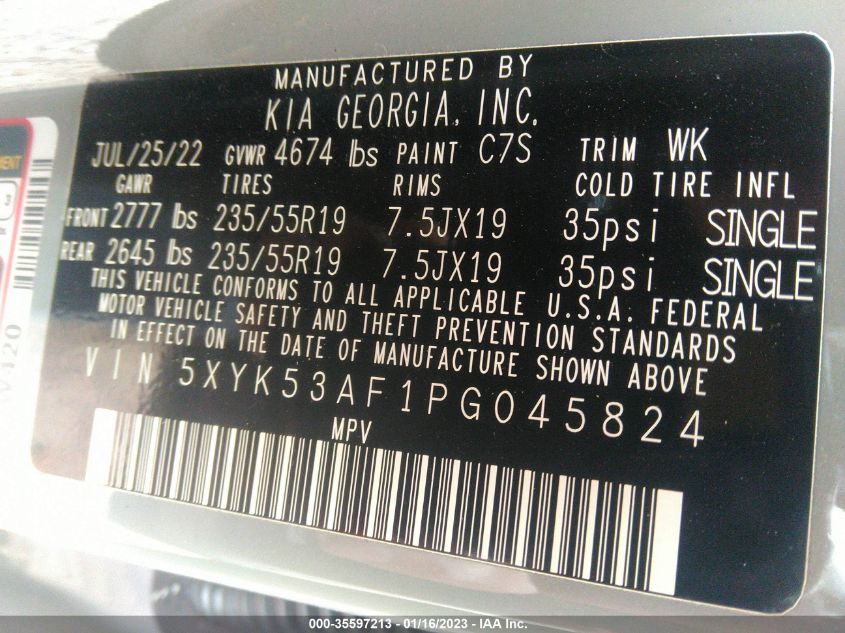 MANUFACTURED BY
KIA GEORGIA, INC.
JUL/25/22 GVWR 4674 lbs PAINT C7S TRIM WK
GAWR TIRES RIMS COLD TIRE INFL
FRONT 2777 lbs 235/55R19 7.5JX19 35psi SINGLE
REAR 2645 lbs 235/55R19 7.5JX19 35psi SINGLE
THIS VEHICLE CONFORMS TO ALL APPLICABLE U.S.A. FEDERAL
MOTOR VEHICLE SAFETY AND THEFT PREVENTION STANDARDS
IN EFFECT ON THE DATE OF MANUFACTURE SHOWN ABOVE
VIN 5XYK53AF1PG045824
MPV
000-35597213 - 01/16/2023 - IAA Inc.